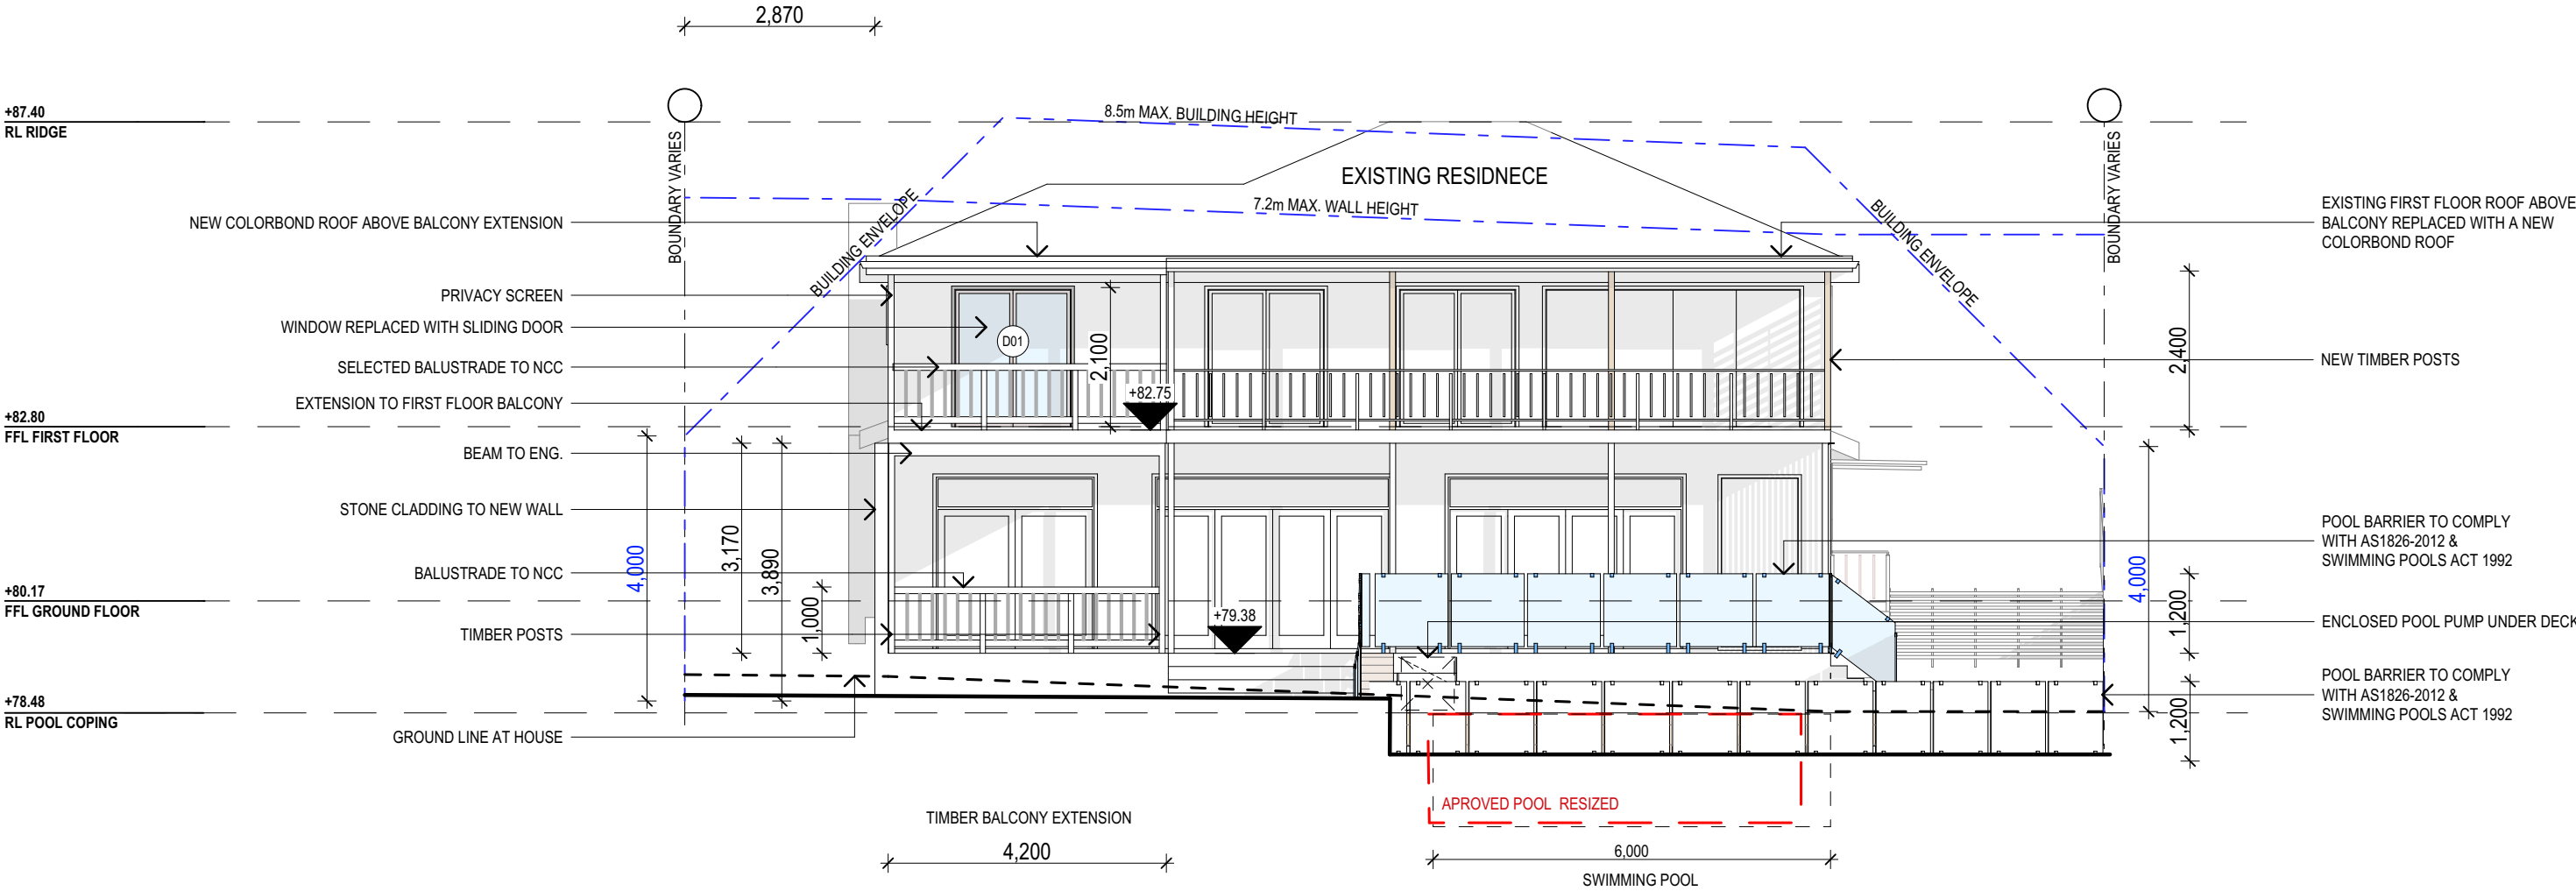 2,870
+87.40
RL RIDGE
8.5m MAX. BUILDING HEIGHT
BOUNDARY VARIES
BOUNDARY VARIES
EXISTING RESIDNECE
7.2m MAX. WALL HEIGHT
BUILDING ENVELOPE
BUILDING ENVELOPE
NEW COLORBOND ROOF ABOVE BALCONY EXTENSION
EXISTING FIRST FLOOR ROOF ABOVE
BALCONY REPLACED WITH A NEW
COLORBOND ROOF
PRIVACY SCREEN
WINDOW REPLACED WITH SLIDING DOOR
D01
2,100
2,400
SELECTED BALUSTRADE TO NCC
NEW TIMBER POSTS
EXTENSION TO FIRST FLOOR BALCONY
+82.75
+82.80
FFL FIRST FLOOR
BEAM TO ENG.
STONE CLADDING TO NEW WALL
4,000
3,170
3,890
POOL BARRIER TO COMPLY
WITH AS1826-2012 &
SWIMMING POOLS ACT 1992
BALUSTRADE TO NCC
4,000
+80.17
FFL GROUND FLOOR
1,000
1,200
+79.38
TIMBER POSTS
ENCLOSED POOL PUMP UNDER DECK
POOL BARRIER TO COMPLY
WITH AS1826-2012 &
SWIMMING POOLS ACT 1992
+78.48
RL POOL COPING
1,200
GROUND LINE AT HOUSE
APROVED POOL RESIZED
TIMBER BALCONY EXTENSION
4,200
6,000
SWIMMING POOL